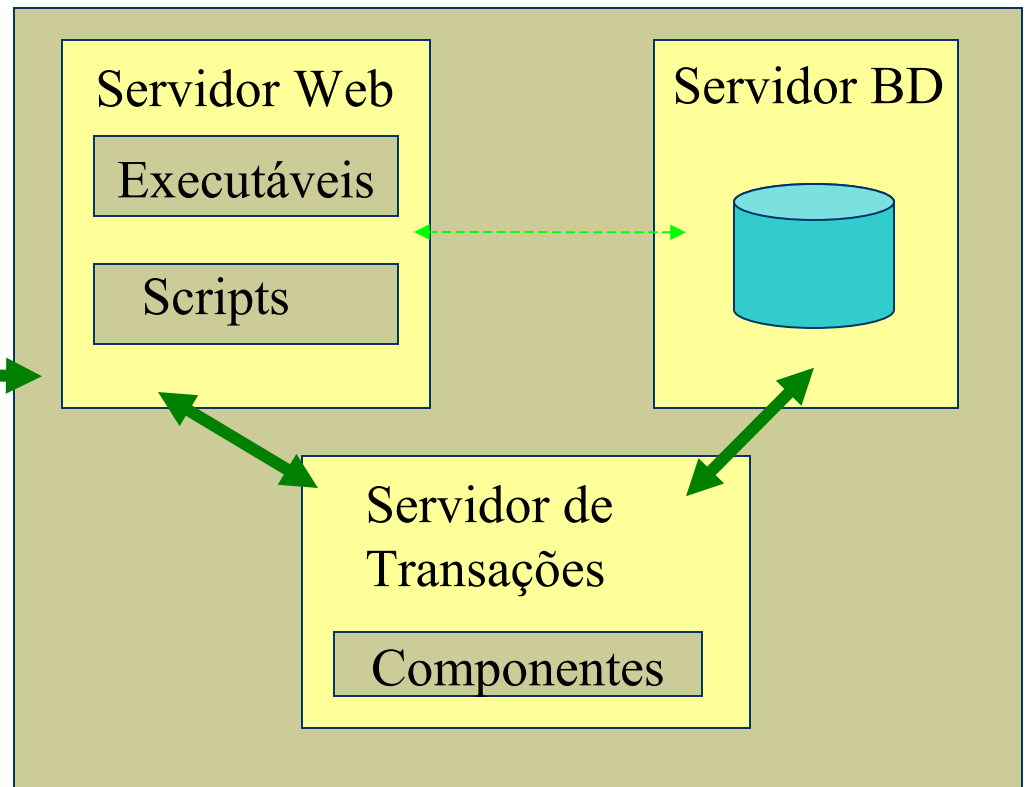 Servidor Web
Executáveis
Scripts
Servidor BD
Servidor de
Transações
Componentes